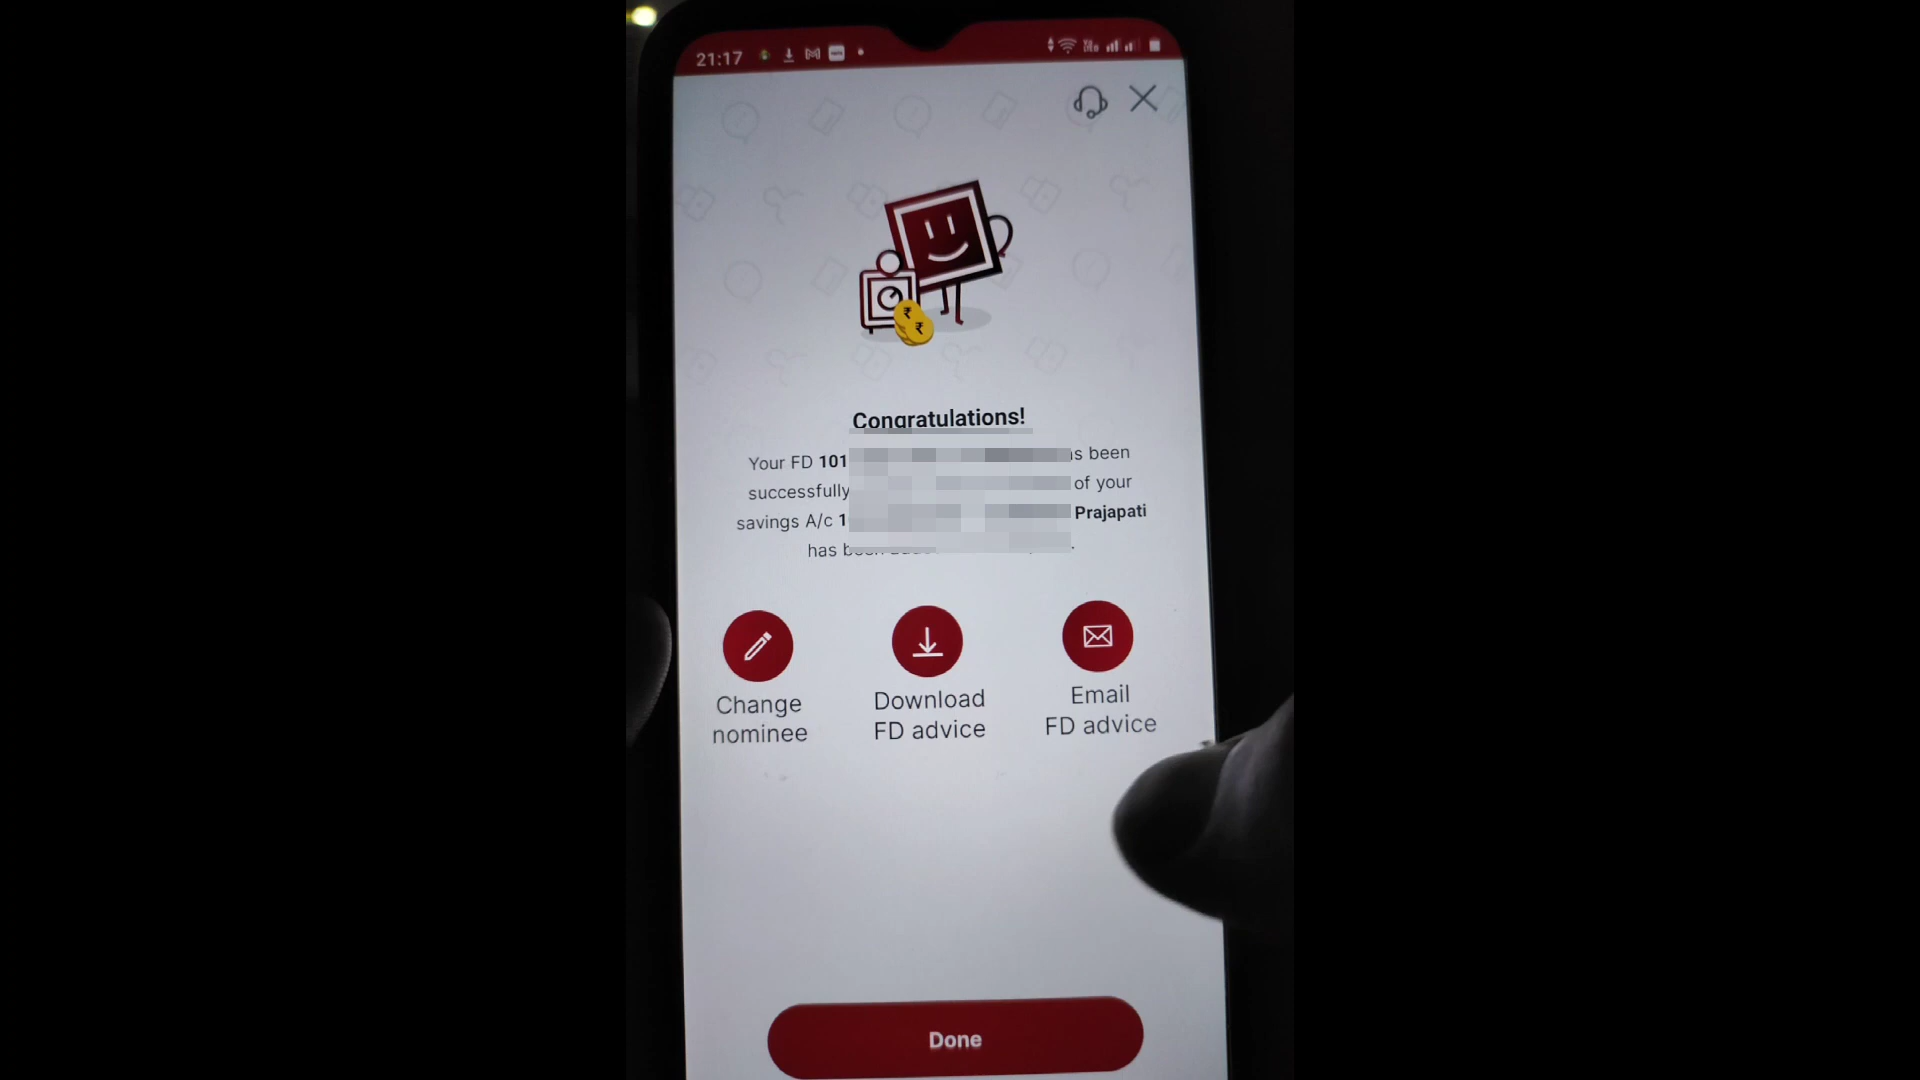 21:17
Congratulations!
Your FD 101 been
successfully of your
savings A/c 1 Prajapati
has
Change
nominee
Download
FD advice
Email
FD advice
Done